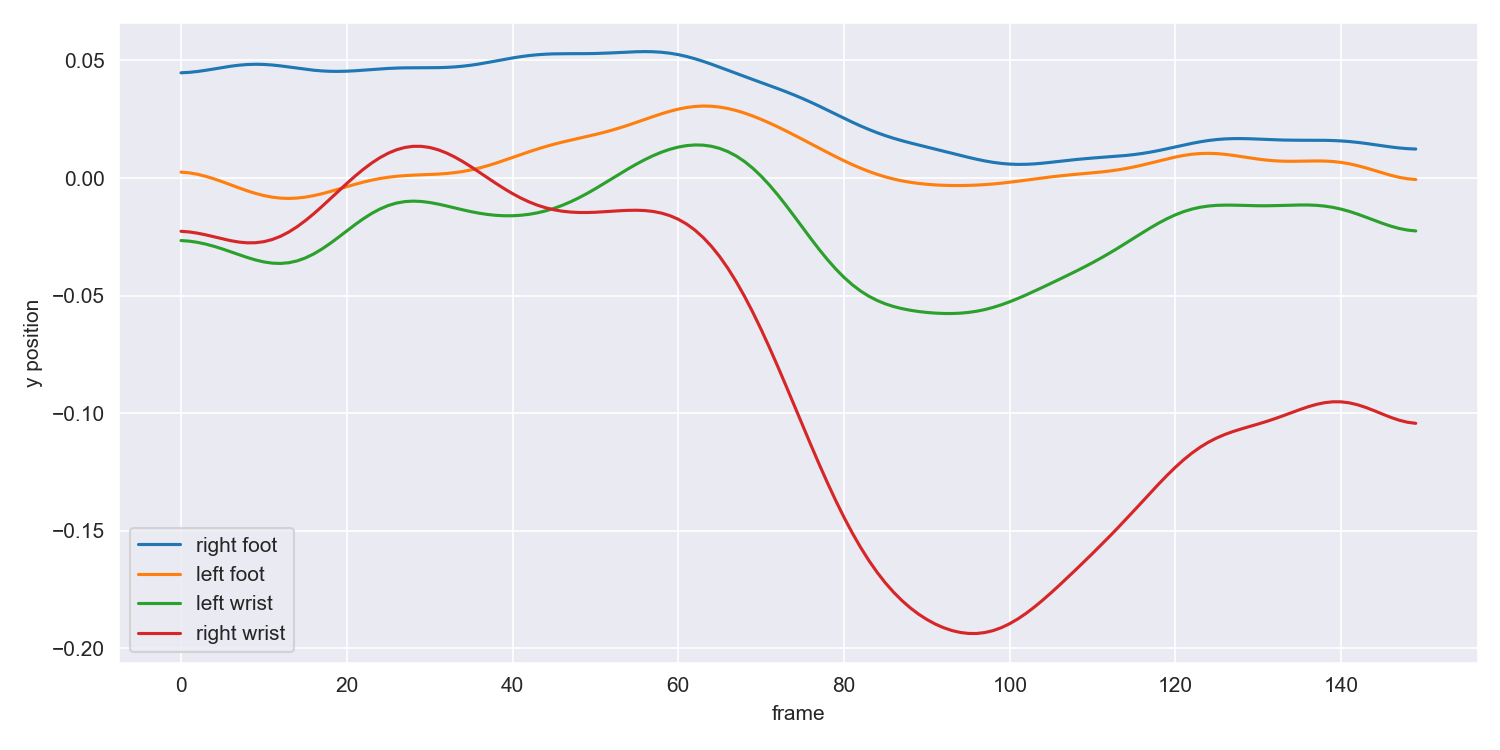 0.05
0.00
−0.05
−0.10
−0.15
−0.20
y position
right foot
left foot
left wrist
right wrist
0 20 40 60 80 100 120 140
frame